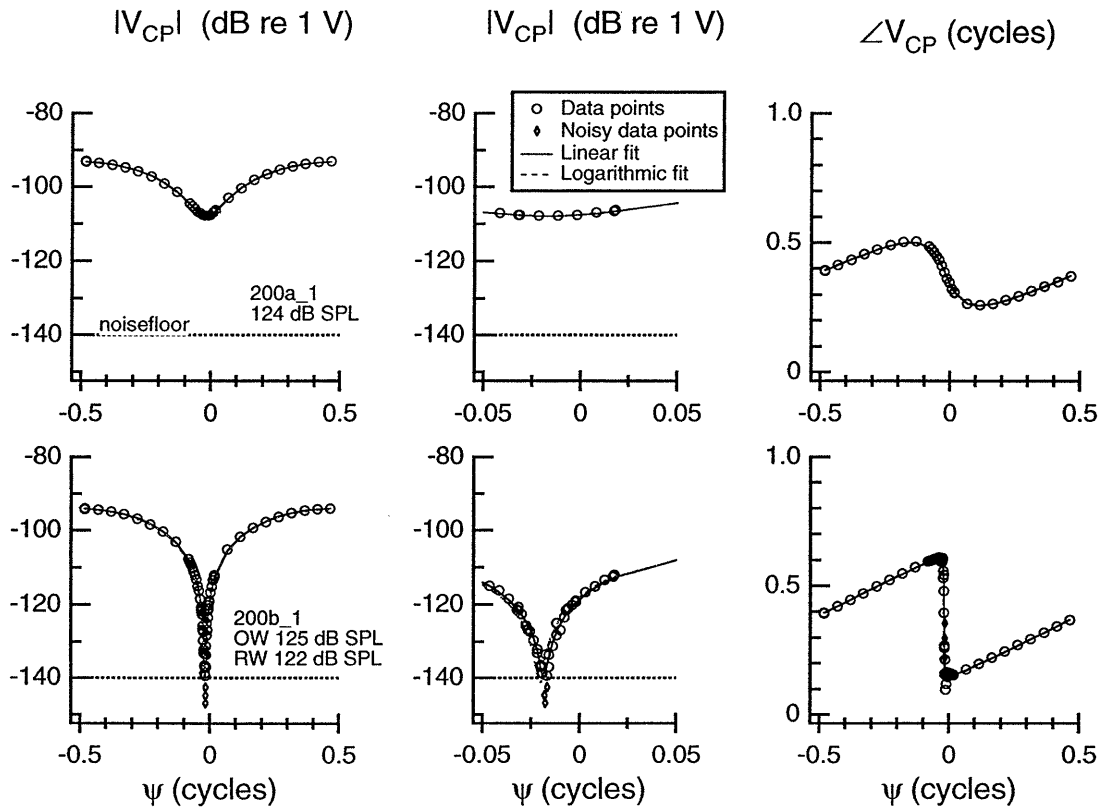 |V_CP| (dB re 1 V)
|V_CP| (dB re 1 V)
∠V_CP (cycles)
-80
-100
-120
-140
200a_1
124 dB SPL
noisefloor
-0.5
0
0.5
Data points
Noisy data points
Linear fit
Logarithmic fit
-80
-100
-120
-140
-0.05
0
0.05
1.0
0.5
0
-0.5
0
0.5
-80
-100
-120
-140
200b_1
OW 125 dB SPL
RW 122 dB SPL
-0.5
0
0.5
ψ (cycles)
-80
-100
-120
-140
-0.05
0
0.05
ψ (cycles)
1.0
0.5
0
-0.5
0
0.5
ψ (cycles)